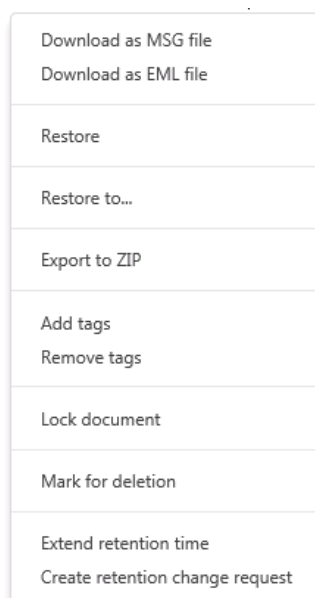 Download as MSG file
Download as EML file
Restore
Restore to...
Export to ZIP
Add tags
Remove tags
Lock document
Mark for deletion
Extend retention time
Create retention change request